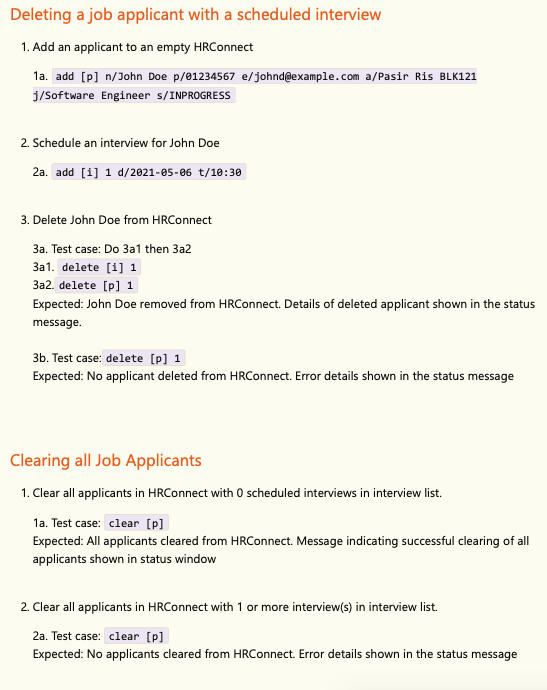 Deleting a job applicant with a scheduled interview
1. Add an applicant to an empty HRConnect
1a. add [p] n/John Doe p/01234567 e/johnd@example.com a/Pasir Ris BLK121
j/Software Engineer s/INPROGRESS
2. Schedule an interview for John Doe
2a. add [i] 1 d/2021-05-06 t/10:30
3. Delete John Doe from HRConnect
3a. Test case: Do 3a1 then 3a2
3a1. delete [i] 1
3a2. delete [p] 1
Expected: John Doe removed from HRConnect. Details of deleted applicant shown in the status
message.
3b. Test case: delete [p] 1
Expected: No applicant deleted from HRConnect. Error details shown in the status message
Clearing all Job Applicants
1. Clear all applicants in HRConnect with 0 scheduled interviews in interview list.
1a. Test case: clear [p]
Expected: All applicants cleared from HRConnect. Message indicating successful clearing of all
applicants shown in status window
2. Clear all applicants in HRConnect with 1 or more interview(s) in interview list.
2a. Test case: clear [p]
Expected: No applicants cleared from HRConnect. Error details shown in the status message